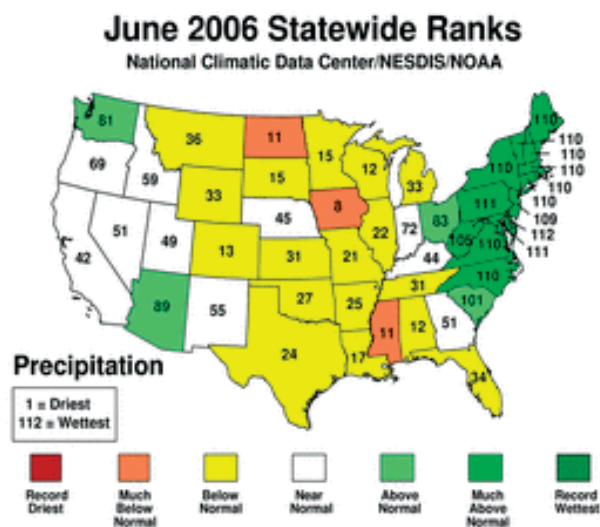 June 2006 Statewide Ranks
National Climatic Data Center/NESDIS/NOAA
81
36
11
15
110
69
59
33
15
12
33
110
110
110
110
110
110
111
109
112
111
8
45
51
49
13
31
21
22
72
83
105
110
44
42
89
55
27
25
31
110
101
24
17
11
12
51
34
Precipitation
1 = Driest
112 = Wettest
Record
Driest
Much
Below
Normal
Below
Normal
Near
Normal
Above
Normal
Much
Above
Normal
Record
Wettest